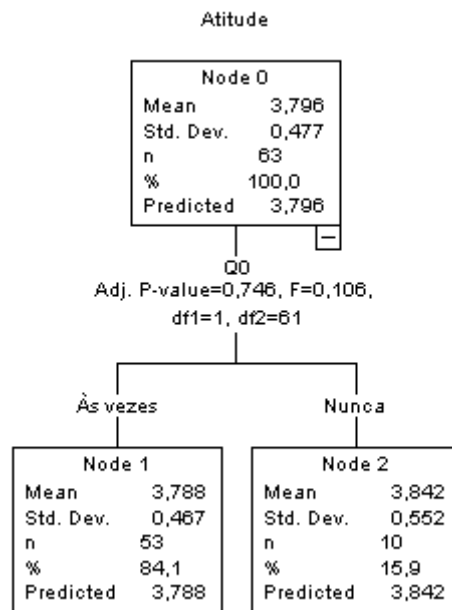 Atitude
Node 0
Mean 3,796
Std. Dev. 0,477
n 63
% 100,0
Predicted 3,796
Q0
Adj. P-value=0,746, F=0,106,
df1=1, df2=61
Às vezes
Nunca
Node 1
Mean 3,788
Std. Dev. 0,467
n 53
% 84,1
Predicted 3,788
Node 2
Mean 3,842
Std. Dev. 0,552
n 10
% 15,9
Predicted 3,842